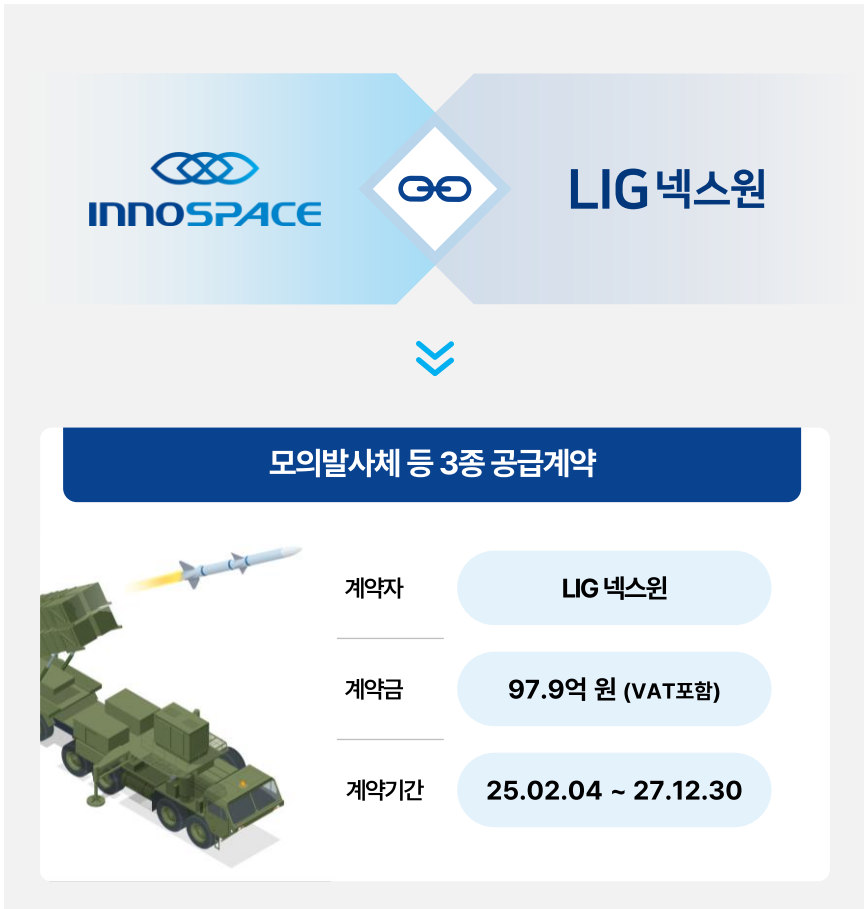 INNOSPACE
LIG 넥스원
모의발사체 등 3종 공급계약
계약자
LIG 넥스윈
계약금
97.9억 원 (VAT포함)
계약기간
25.02.04 ~ 27.12.30